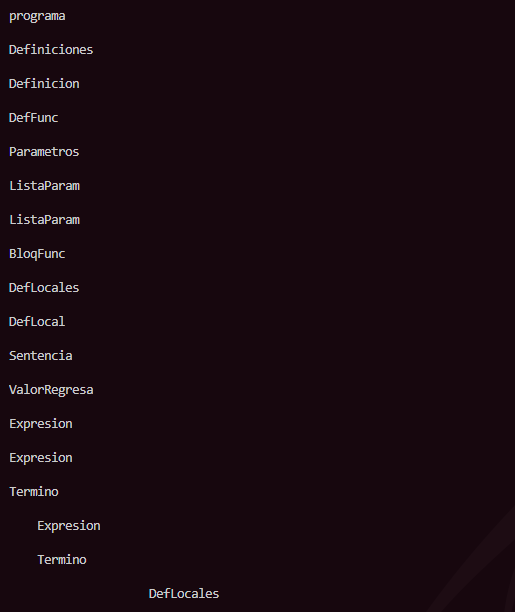 programa
Definiciones
Definicion
DefFunc
Parametros
ListaParam
ListaParam
BloqFunc
DefLocales
DefLocal
Sentencia
ValorRegresa
Expresion
Expresion
Termino
Expresion
Termino
DefLocales